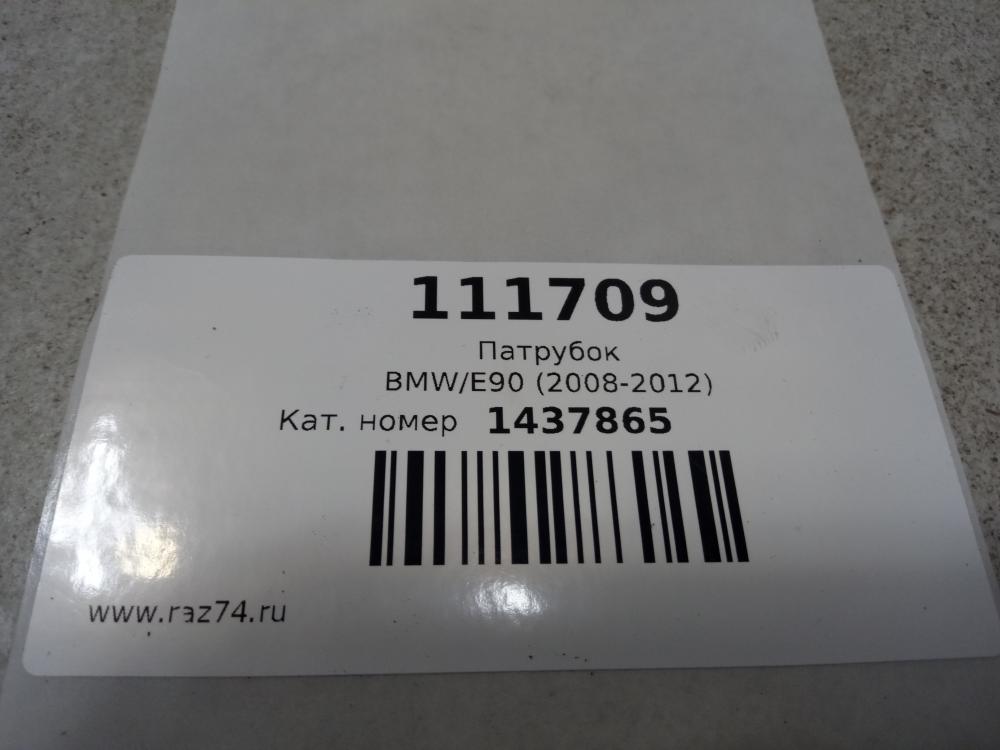 111709
Патрубок
BMW/E90 (2008-2012)
Кат. номер 1437865
www.raz74.ru